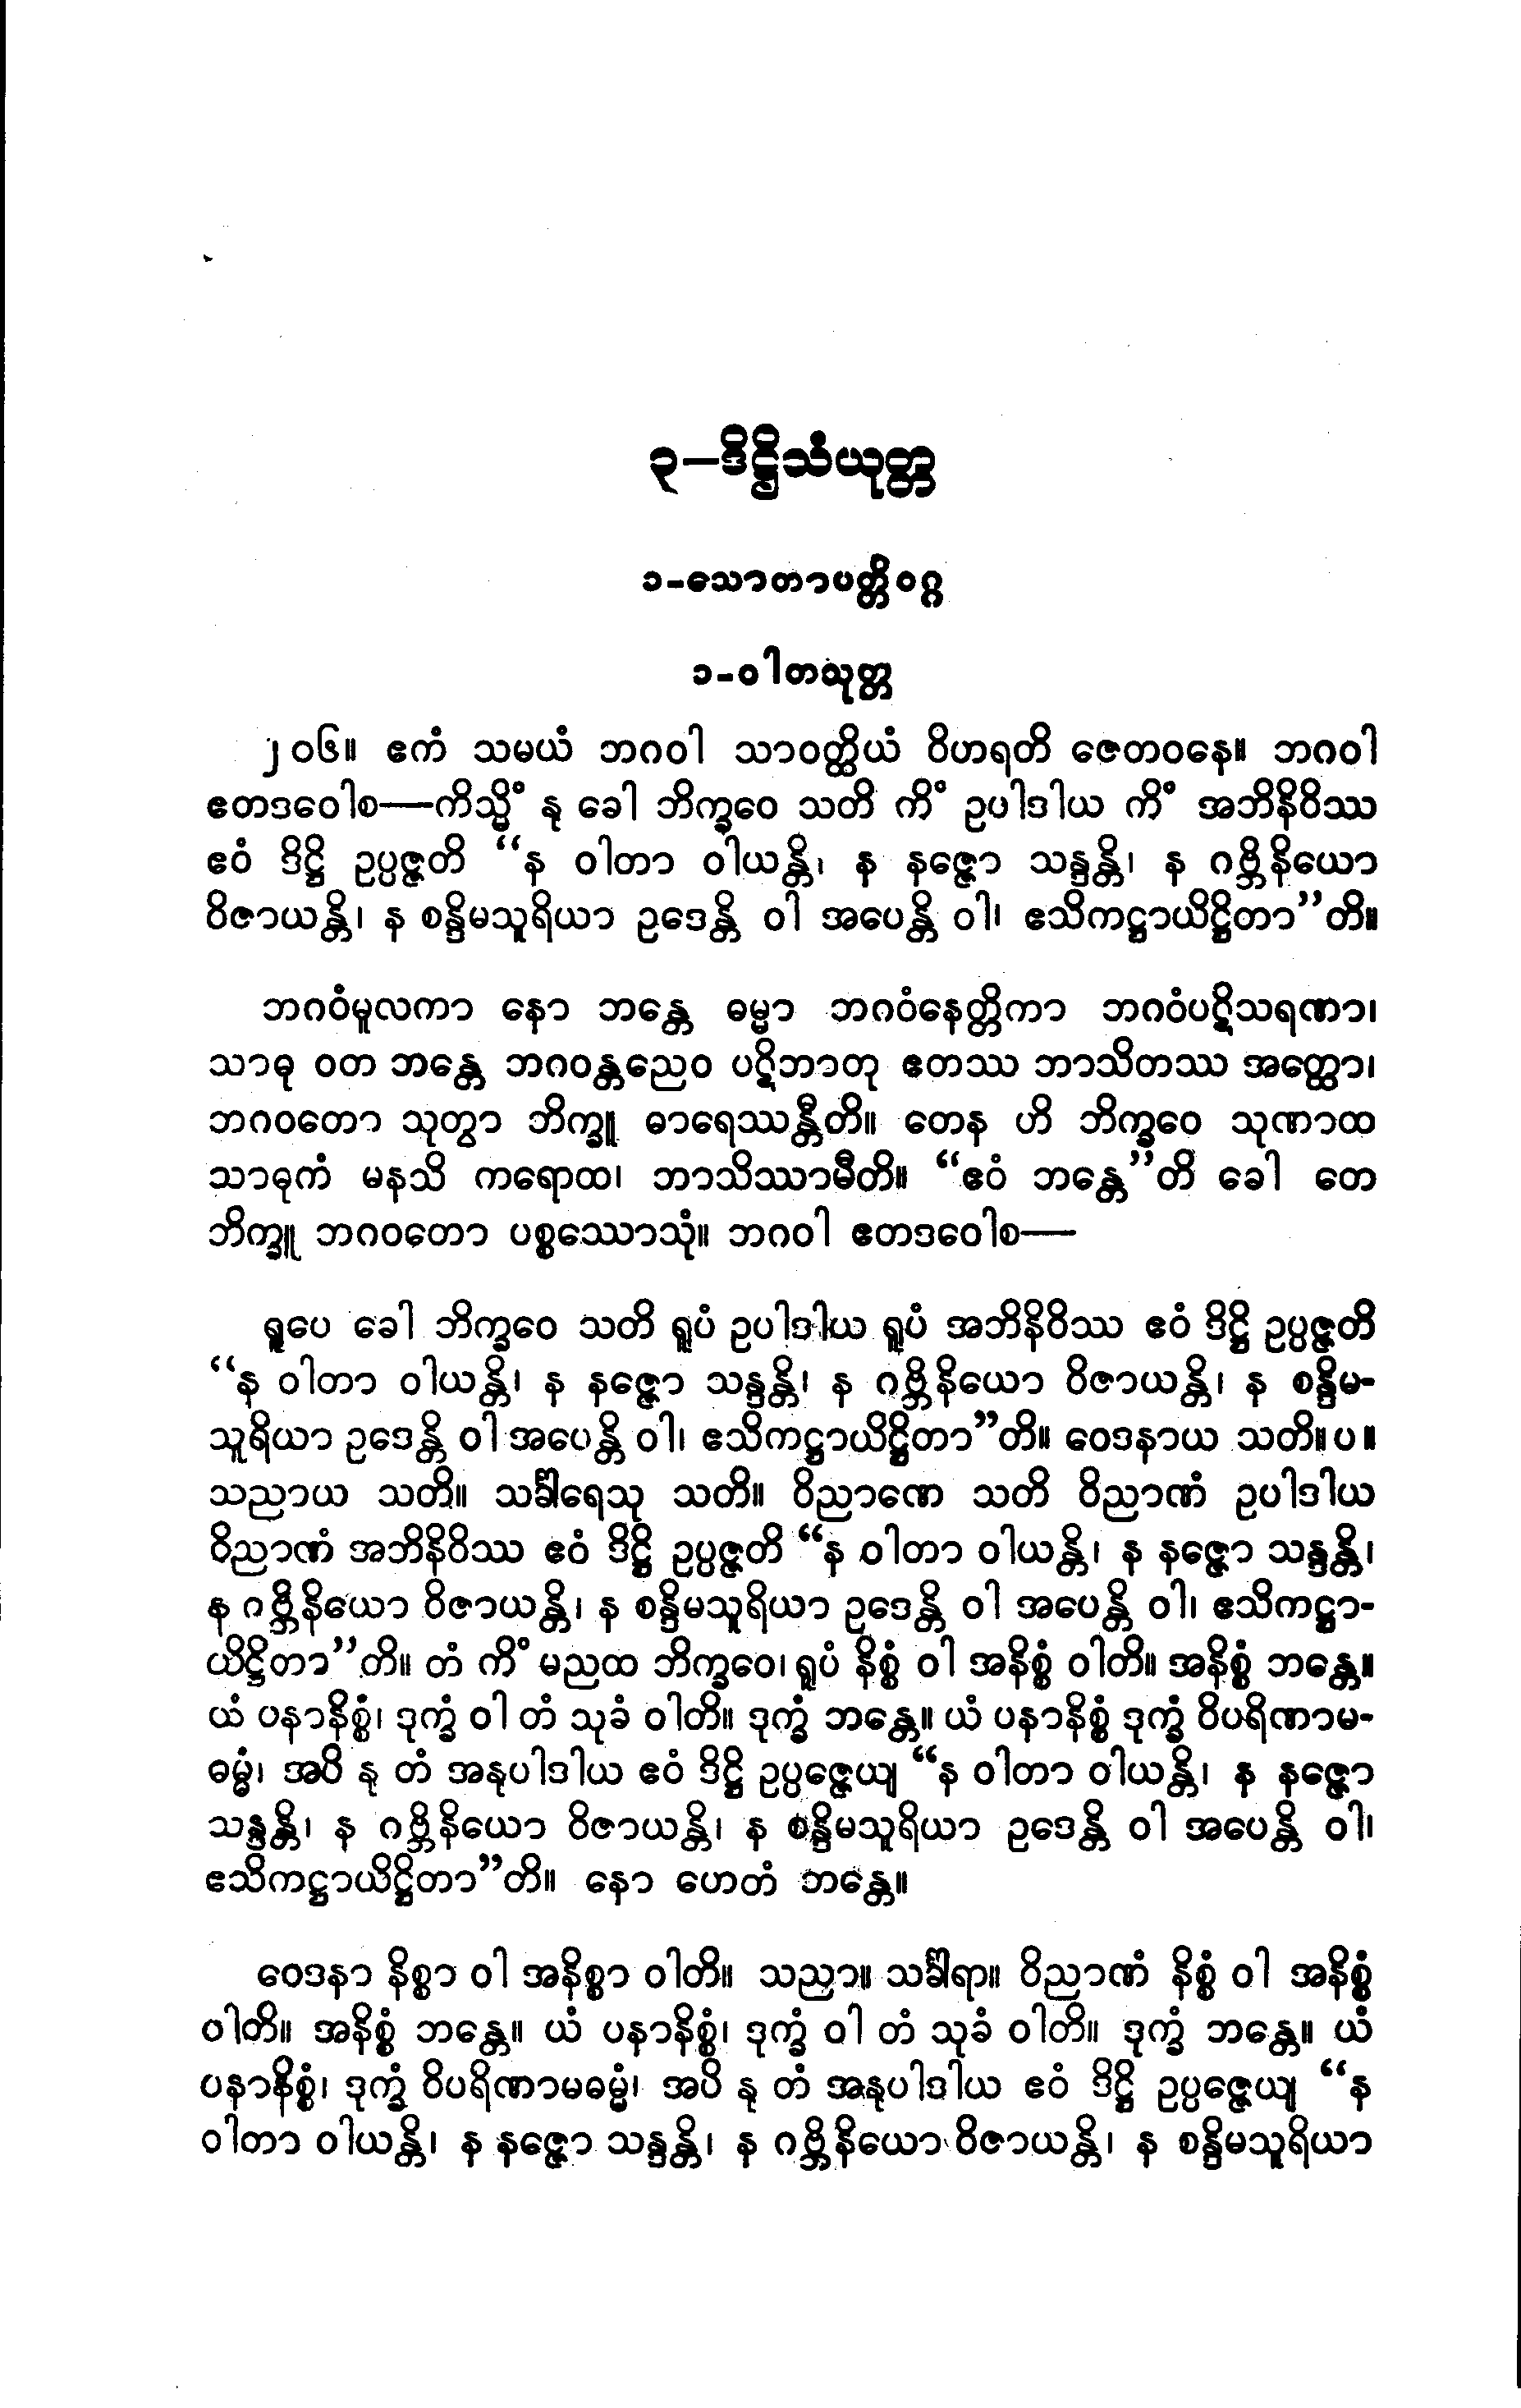 ၃−ဒိဋ္ဌိသံယုတ္တ
၁-သောတာပတ္တိဝဂ္ဂ
၁-ဝါတသုတ္တ
၂၀၆။ ဧကံ သမယံ ဘဂဝါ သာဝတ္ထိယံ ဝိဟရတိ ဇေတဝနေ။ ဘဂဝါ
ဧတဒဝေါစ—ကိသ္မိံ နု ခေါ ဘိက္ခဝေ သတိ ကိံ ဥပါဒါယ ကိံ အဘိနိဝိဿ
ဧဝံ ဒိဋ္ဌိ ဥပ္ပဇ္ဇတိ “န ဝါတာ ဝါယန္တိ၊ န နဇ္ဇော သန္ဒန္တိ၊ န ဂဗ္ဘိနိယော
ဝိဇာယန္တိ၊ န စန္ဒိမသူရိယာ ဥဒေန္တိ ဝါ အပေန္တိ ဝါ၊ ဧသိကဋ္ဌာယိဋ္ဌိတာ”တိ။
ဘဂဝံမူလကာ နော ဘန္တေ ဓမ္မာ ဘဂဝံနေတ္တိကာ ဘဂဝံပဋိသရဏာ၊
သာဓု ဝတ ဘန္တေ ဘဂဝန္တညေဝ ပဋိဘာတု ဧတဿ ဘာသိတဿ အတ္ထော၊
ဘဂဝတော သုတွာ ဘိက္ခူ ဓာရေဿန္တီတိ။ တေန ဟိ ဘိက္ခဝေ သုဏာထ
သာဓုကံ မနသိ ကရောထ၊ ဘာသိဿာမီတိ။ “ဧဝံ ဘန္တေ”တိ ခေါ တေ
ဘိက္ခူ ဘဂဝတော ပစ္စဿောသုံ။ ဘဂဝါ ဧတဒဝေါစ—
ရူပေ ခေါ ဘိက္ခဝေ သတိ ရူပံ ဥပါဒါယ ရူပံ အဘိနိဝိဿ ဧဝံ ဒိဋ္ဌိ ဥပ္ပဇ္ဇတိ
“န ဝါတာ ဝါယန္တိ၊ န နဇ္ဇော သန္ဒန္တိ၊ န ဂဗ္ဘိနိယော ဝိဇာယန္တိ၊ န စန္ဒိမ-
သူရိယာ ဥဒေန္တိ ဝါ အပေန္တိ ဝါ၊ ဧသိကဋ္ဌာယိဋ္ဌိတာ”တိ။ ဝေဒနာယ သတိ။ပ။
သညာယ သတိ။ သင်္ခါရေသု သတိ။ ဝိညာဏေ သတိ ဝိညာဏံ ဥပါဒါယ
ဝိညာဏံ အဘိနိဝိဿ ဧဝံ ဒိဋ္ဌိ ဥပ္ပဇ္ဇတိ “န ဝါတာ ဝါယန္တိ၊ န နဇ္ဇော သန္ဒန္တိ၊
န ဂဗ္ဘိနိယော ဝိဇာယန္တိ၊ န စန္ဒိမသူရိယာ ဥဒေန္တိ ဝါ အပေန္တိ ဝါ၊ ဧသိကဋ္ဌာ-
ယိဋ္ဌိတာ”တိ။ တံ ကိံ မညထ ဘိက္ခဝေ၊ ရူပံ နိစ္စံ ဝါ အနိစ္စံ ဝါတိ။ အနိစ္စံ ဘန္တေ။
ယံ ပနာနိစ္စံ၊ ဒုက္ခံ ဝါ တံ သုခံ ဝါတိ။ ဒုက္ခံ ဘန္တေ။ ယံ ပနာနိစ္စံ ဒုက္ခံ ဝိပရိဏာမ-
ဓမ္မံ၊ အပိ နု တံ အနုပါဒါယ ဧဝံ ဒိဋ္ဌိ ဥပ္ပဇ္ဇေယျ “န ဝါတာ ဝါယန္တိ၊ န နဇ္ဇော
သန္ဒန္တိ၊ န ဂဗ္ဘိနိယော ဝိဇာယန္တိ၊ န စန္ဒိမသူရိယာ ဥဒေန္တိ ဝါ အပေန္တိ ဝါ၊
ဧသိကဋ္ဌာယိဋ္ဌိတာ”တိ။ နော ဟေတံ ဘန္တေ။
ဝေဒနာ နိစ္စာ ဝါ အနိစ္စာ ဝါတိ။ သညာ။ သင်္ခါရာ။ ဝိညာဏံ နိစ္စံ ဝါ အနိစ္စံ
ဝါတိ။ အနိစ္စံ ဘန္တေ။ ယံ ပနာနိစ္စံ၊ ဒုက္ခံ ဝါ တံ သုခံ ဝါတိ။ ဒုက္ခံ ဘန္တေ။ ယံ
ပနာနိစ္စံ၊ ဒုက္ခံ ဝိပရိဏာမဓမ္မံ၊ အပိ နု တံ အနုပါဒါယ ဧဝံ ဒိဋ္ဌိ ဥပ္ပဇ္ဇေယျ “န
ဝါတာ ဝါယန္တိ၊ န နဇ္ဇော သန္ဒန္တိ၊ န ဂဗ္ဘိနိယော ဝိဇာယန္တိ၊ န စန္ဒိမသူရိယာ